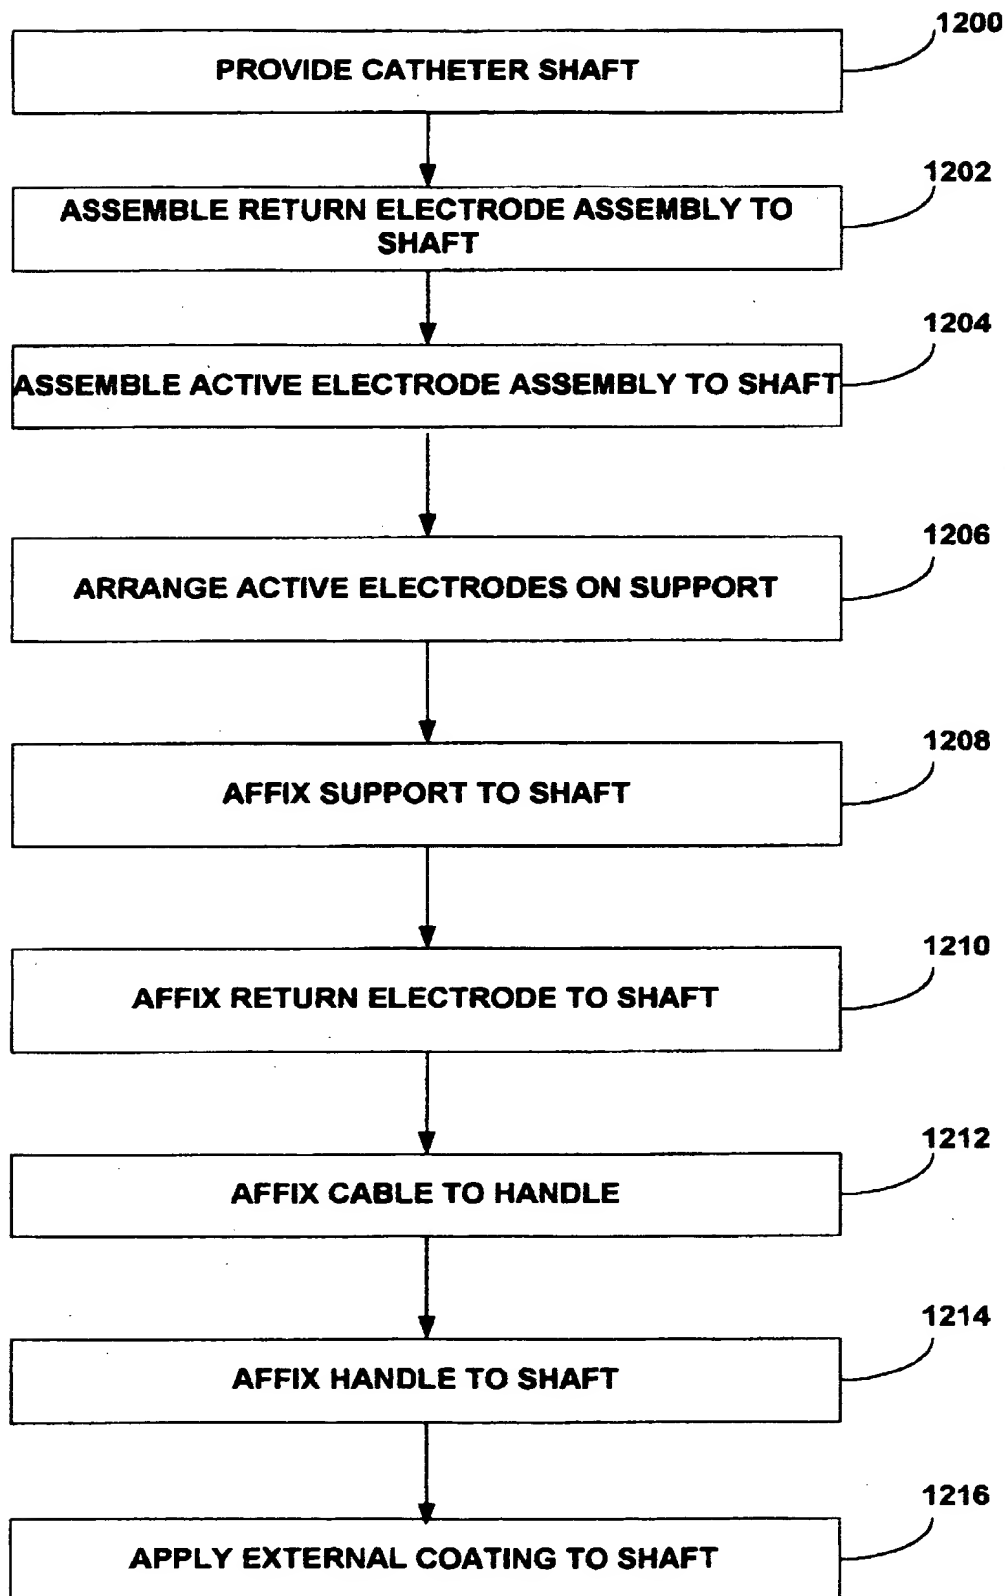 1200
PROVIDE CATHETER SHAFT
1202
ASSEMBLE RETURN ELECTRODE ASSEMBLY TO
SHAFT
1204
ASSEMBLE ACTIVE ELECTRODE ASSEMBLY TO SHAFT
1206
ARRANGE ACTIVE ELECTRODES ON SUPPORT
1208
AFFIX SUPPORT TO SHAFT
1210
AFFIX RETURN ELECTRODE TO SHAFT
1212
AFFIX CABLE TO HANDLE
1214
AFFIX HANDLE TO SHAFT
1216
APPLY EXTERNAL COATING TO SHAFT